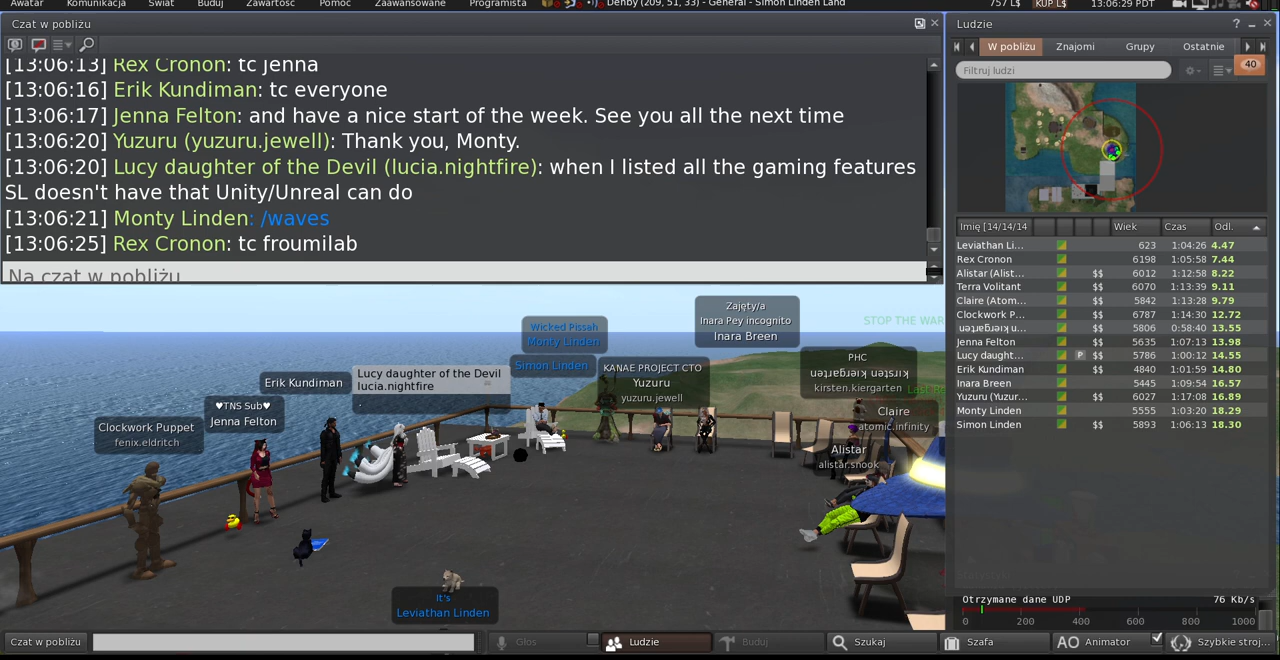 Awatar Komunikacja Świat Buduj Zawartość Pomoc Zaawansowane Programista Denby (209, 51, 33) - General - Simon Linden Land 757 L$ KUP L$ 13:06:29 PDT
Czat w pobliżu
[13:06:13] Rex Cronon: tc jenna
[13:06:16] Erik Kundiman: tc everyone
[13:06:17] Jenna Felton: and have a nice start of the week. See you all the next time
[13:06:20] Yuzuru (yuzuru.jewell): Thank you, Monty.
[13:06:20] Lucy daughter of the Devil (lucia.nightfire): when I listed all the gaming features
SL doesn't have that Unity/Unreal can do
[13:06:21] Monty Linden: /waves
[13:06:25] Rex Cronon: tc froumilab
Na czat w pobliżu
Zajęty/a
Inara Pey incognito
Inara Breen
STOP THE WAR
Wicked Pissah
Monty Linden
Simon Linden
KANAE PROJECT CTO
Yuzuru
yuzuru.jewell
PHC
uǝʇɹɐƃɹǝıʞ uǝʇsɹıʞ
kirsten.kiergarten
Erik Kundiman
Lucy daughter of the Devil
lucia.nightfire
.
♥TNS Sub♥
Jenna Felton
Clockwork Puppet
fenix.eldritch
Claire
atomic.infinity
Alistar
alistar.snook
It's
Leviathan Linden
Ludzie
W pobliżu Znajomi Grupy Ostatnie
Filtruj ludzi
40
Imię [14/14/14 Wiek Czas Odl.
Leviathan Li... 623 1:04:26 4.47
Rex Cronon 6198 1:05:58 7.44
Alistar (Alist... $$ 6012 1:12:58 8.22
Terra Volitant $$ 6070 1:13:39 9.11
Claire (Atom... $$ 5842 1:13:28 9.79
Clockwork P... $$ 6787 1:14:30 12.72
uǝʇɹɐƃɹǝıʞ u... $$ 5806 0:58:40 13.55
Jenna Felton $$ 5635 1:07:13 13.98
Lucy daught... P $$ 5786 1:00:12 14.55
Erik Kundiman $$ 4840 1:01:59 14.80
Inara Breen 5445 1:09:54 16.57
Yuzuru (Yuzur... $$ 6027 1:17:08 16.89
Monty Linden 5555 1:03:20 18.29
Simon Linden $$ 5893 1:06:13 18.30
Otrzymane dane UDP 76 Kb/s
0 200 400 600 800 1000
Czat w pobliżu Głos Ludzie Buduj Szukaj Szafa AO Animator Szybkie stroj...